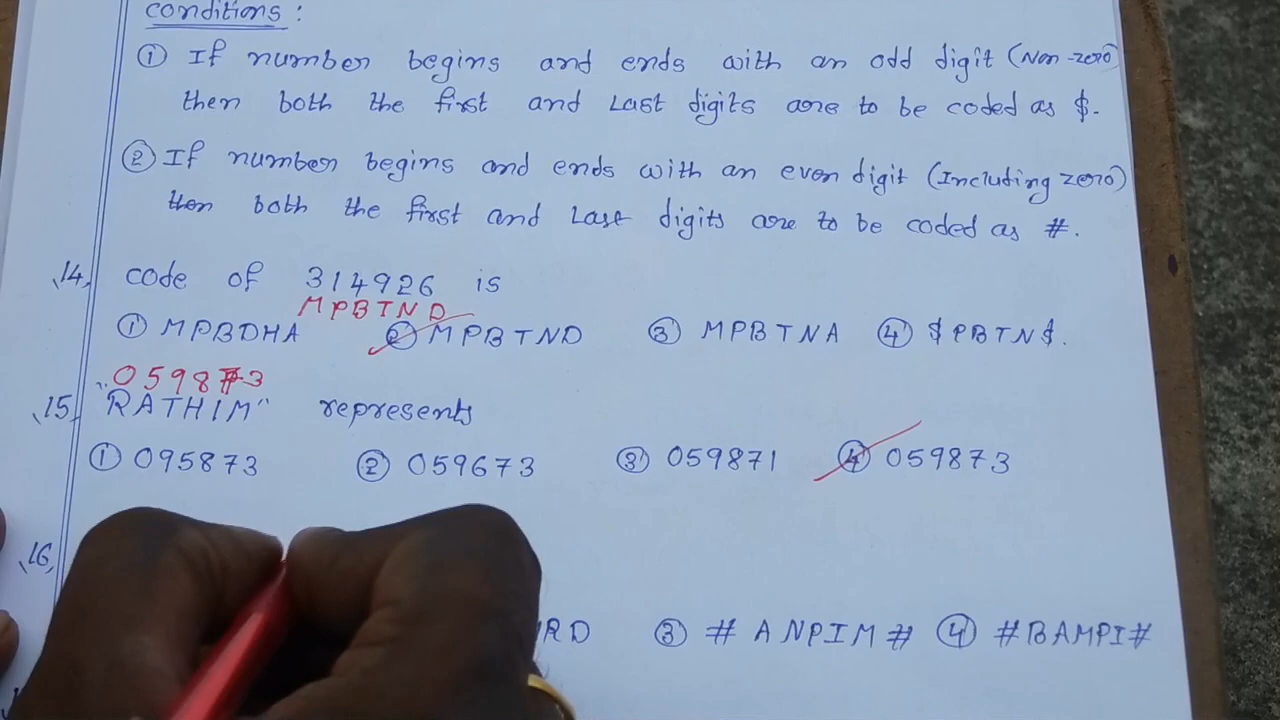 conditions :
① If number begins and ends with an odd digit (Non-zero)
then both the first and Last digits are to be coded as $.
② If number begins and ends with an even digit (Including zero)
then both the first and Last digits are to be coded as #.
14, code of 314926 is
MPBTND
① MPBDHA ② MPBTND ③ MPBTNA ④ $PBTN$.
059873
15, "RATHIM" represents
① 095873 ② 059673 ③ 059871 ④ 059873
16,
RD ③ # ANPIM # ④ #BAMPI#